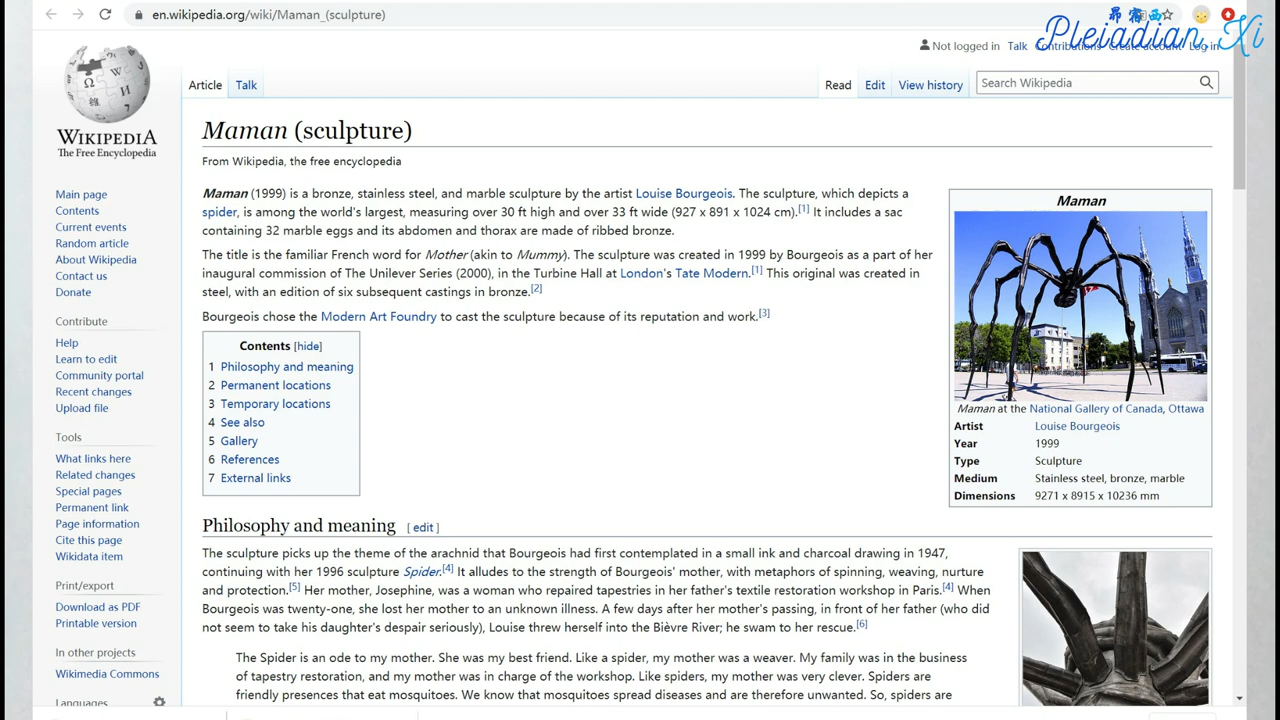 en.wikipedia.org/wiki/Maman_(sculpture)
昴宿西
Pleiadian Xi
Not logged in Talk Contributions Create account Log in
Article Talk
Read Edit View history Search Wikipedia
WIKIPEDIA
The Free Encyclopedia
Main page
Contents
Current events
Random article
About Wikipedia
Contact us
Donate
Contribute
Help
Learn to edit
Community portal
Recent changes
Upload file
Tools
What links here
Related changes
Special pages
Permanent link
Page information
Cite this page
Wikidata item
Print/export
Download as PDF
Printable version
In other projects
Wikimedia Commons
Languages
Maman (sculpture)
From Wikipedia, the free encyclopedia
Maman (1999) is a bronze, stainless steel, and marble sculpture by the artist Louise Bourgeois. The sculpture, which depicts a
spider, is among the world's largest, measuring over 30 ft high and over 33 ft wide (927 x 891 x 1024 cm).[1] It includes a sac
containing 32 marble eggs and its abdomen and thorax are made of ribbed bronze.
The title is the familiar French word for Mother (akin to Mummy). The sculpture was created in 1999 by Bourgeois as a part of her
inaugural commission of The Unilever Series (2000), in the Turbine Hall at London's Tate Modern.[1] This original was created in
steel, with an edition of six subsequent castings in bronze.[2]
Bourgeois chose the Modern Art Foundry to cast the sculpture because of its reputation and work.[3]
Contents [hide]
1 Philosophy and meaning
2 Permanent locations
3 Temporary locations
4 See also
5 Gallery
6 References
7 External links
Maman
Maman at the National Gallery of Canada, Ottawa
Artist Louise Bourgeois
Year 1999
Type Sculpture
Medium Stainless steel, bronze, marble
Dimensions 9271 x 8915 x 10236 mm
Philosophy and meaning [ edit ]
The sculpture picks up the theme of the arachnid that Bourgeois had first contemplated in a small ink and charcoal drawing in 1947,
continuing with her 1996 sculpture Spider.[4] It alludes to the strength of Bourgeois' mother, with metaphors of spinning, weaving, nurture
and protection.[5] Her mother, Josephine, was a woman who repaired tapestries in her father's textile restoration workshop in Paris.[4] When
Bourgeois was twenty-one, she lost her mother to an unknown illness. A few days after her mother's passing, in front of her father (who did
not seem to take his daughter's despair seriously), Louise threw herself into the Bièvre River; he swam to her rescue.[6]
The Spider is an ode to my mother. She was my best friend. Like a spider, my mother was a weaver. My family was in the business
of tapestry restoration, and my mother was in charge of the workshop. Like spiders, my mother was very clever. Spiders are
friendly presences that eat mosquitoes. We know that mosquitoes spread diseases and are therefore unwanted. So, spiders are